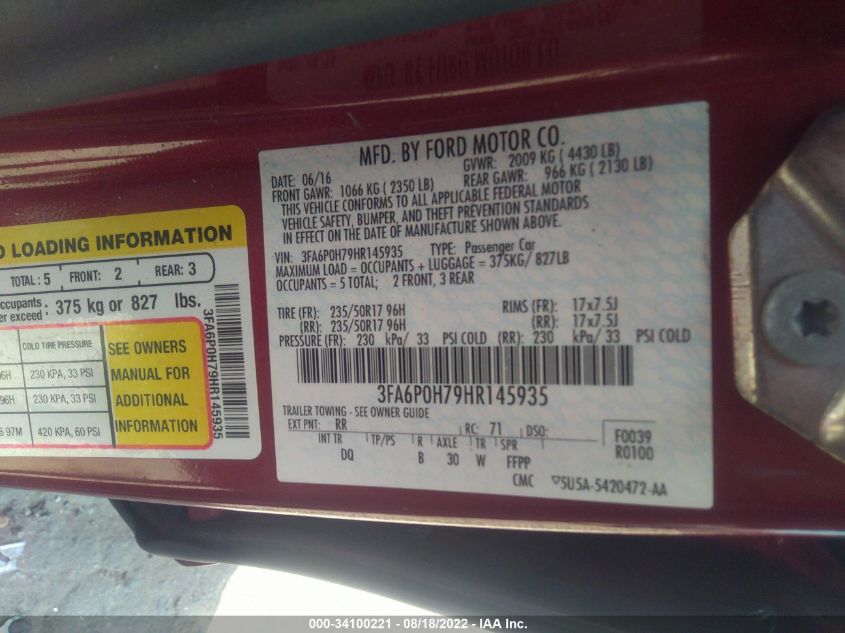 MFD. BY FORD MOTOR CO.
DATE: 06/16 GVWR: 2009 KG ( 4430 LB)
FRONT GAWR: 1066 KG ( 2350 LB) REAR GAWR: 966 KG ( 2130 LB)
THIS VEHICLE CONFORMS TO ALL APPLICABLE FEDERAL MOTOR
VEHICLE SAFETY, BUMPER, AND THEFT PREVENTION STANDARDS
IN EFFECT ON THE DATE OF MANUFACTURE SHOWN ABOVE.
VIN: 3FA6P0H79HR145935 TYPE: Passenger Car
MAXIMUM LOAD = OCCUPANTS + LUGGAGE = 375KG/ 827LB
OCCUPANTS = 5 TOTAL; 2 FRONT, 3 REAR
TIRE (FR): 235/50R17 96H RIMS (FR): 17x7.5J
(RR): 235/50R17 96H (RR): 17x7.5J
PRESSURE (FR): 230 kPa/ 33 PSI COLD (RR): 230 kPa/ 33 PSI COLD
3FA6P0H79HR145935
TRAILER TOWING - SEE OWNER GUIDE
EXT PNT: RR RC: 71 DSO: F0039
R0100
INT TR TP/PS R AXLE TR SPR
DQ B 30 W FFPP
CMC 5U5A-5420472-AA
LOADING INFORMATION
TOTAL: 5 FRONT: 2 REAR: 3
375 kg or 827 lbs.
COLD TIRE PRESSURE
230 KPA, 33 PSI
230 KPA, 33 PSI
97M 420 KPA, 60 PSI
SEE OWNERS
MANUAL FOR
ADDITIONAL
INFORMATION
3FA6P0H79HR145935
000-34100221 - 08/18/2022 - IAA Inc.